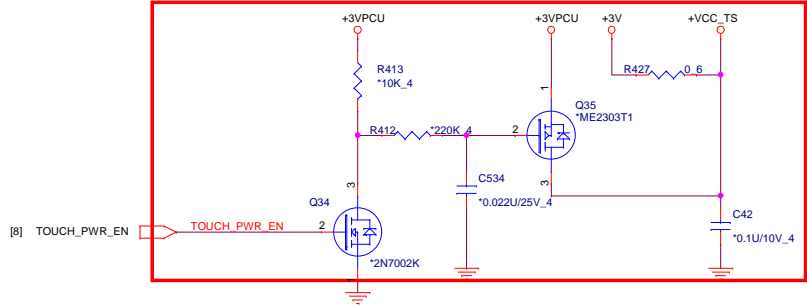 +3VPCU
+3VPCU
+3V
+VCC_TS
R413
*10K_4
R427
0_6
1
Q35
*ME2303T1
R412
*220K_4
2
3
C534
*0.022U/25V_4
3
Q34
[8]
TOUCH_PWR_EN
TOUCH_PWR_EN
2
*2N7002K
1
C42
*0.1U/10V_4